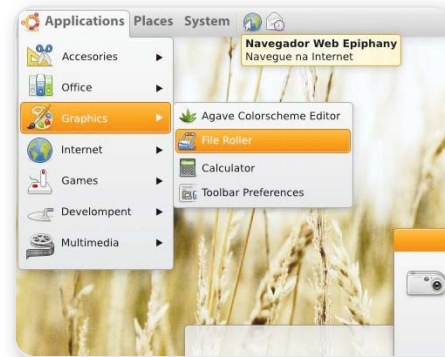 Applications Places System
Navegador Web Epiphany
Navegue na Internet
Accesories
Office
Graphics
Internet
Games
Development
Multimedia
Agave Colorscheme Editor
File Roller
Calculator
Toolbar Preferences